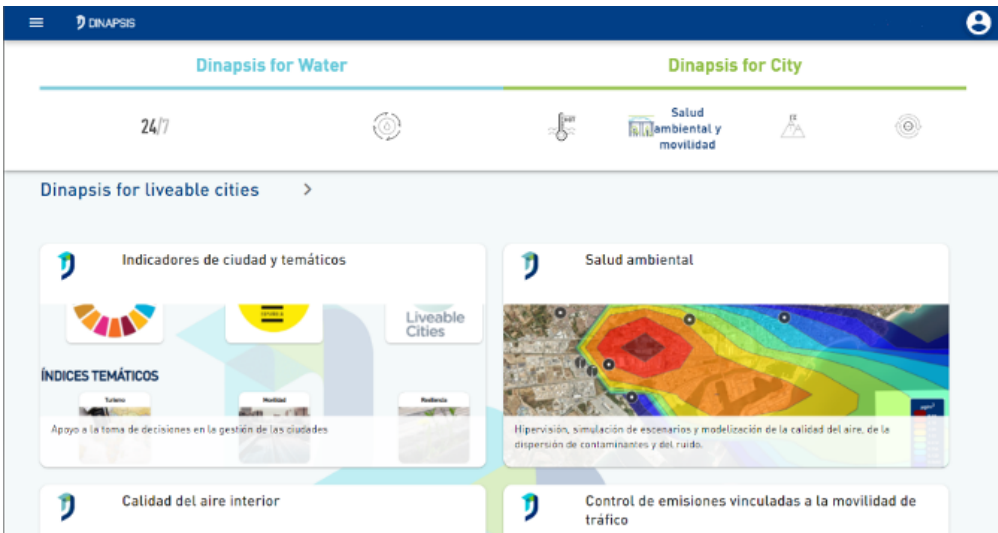 DINAPSIS
Dinapsis for Water
Dinapsis for City
24/7
Salud
ambiental y
movilidad
Dinapsis for liveable cities
Indicadores de ciudad y temáticos
Salud ambiental
Liveable
Cities
ÍNDICES TEMÁTICOS
Turismo
Movilidad
Resiliencia
Apoyo a la toma de decisiones en la gestión de las ciudades
Hipervisión, simulación de escenarios y modelización de la calidad del aire, de la
dispersión de contaminantes y del ruido.
Calidad del aire interior
Control de emisiones vinculadas a la movilidad de
tráfico